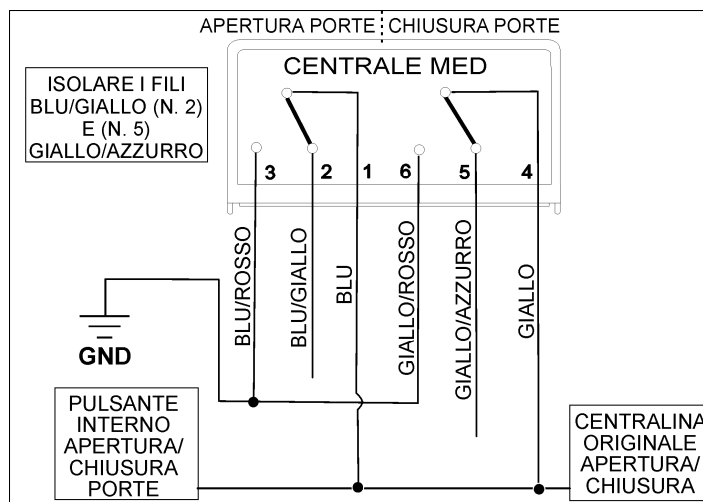 APERTURA PORTE CHIUSURA PORTE
CENTRALE MED
ISOLARE I FILI
BLU/GIALLO (N. 2)
E (N. 5)
GIALLO/AZZURRO
3 2 1 6 5 4
BLU/ROSSO
BLU/GIALLO
BLU
GIALLO/ROSSO
GIALLO/AZZURRO
GIALLO
GND
PULSANTE
INTERNO
APERTURA/
CHIUSURA
PORTE
CENTRALINA
ORIGINALE
APERTURA/
CHIUSURA